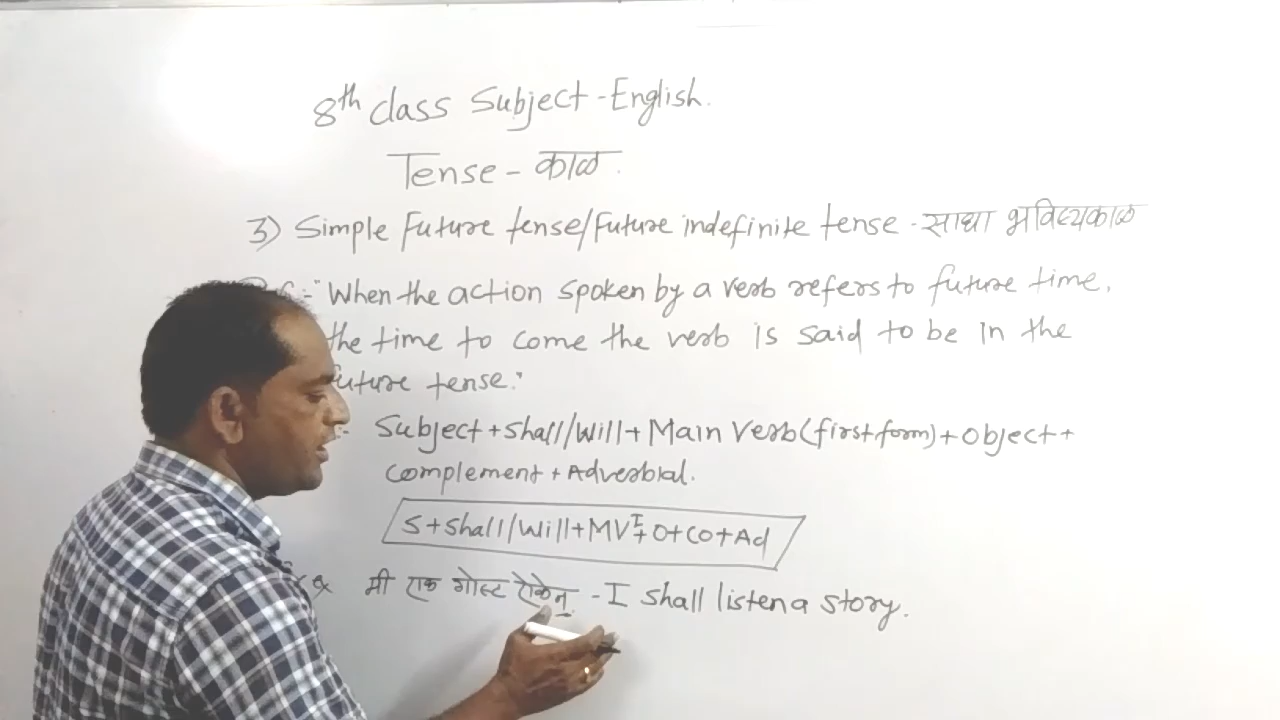 8th class Subject-English.
Tense - काळ.
3) Simple Future tense/Future indefinite tense - साधा भविष्यकाळ
:- "When the action spoken by a verb refers to future time,
the time to come the verb is said to be in the
future tense."
:- Subject+Shall/Will+Main Verb(first form)+Object+
Complement + Adverbial.
S+Shall/Will+MVI+O+Co+Ad
मी एक गोस्ट ऐकेन - I shall listen a story.